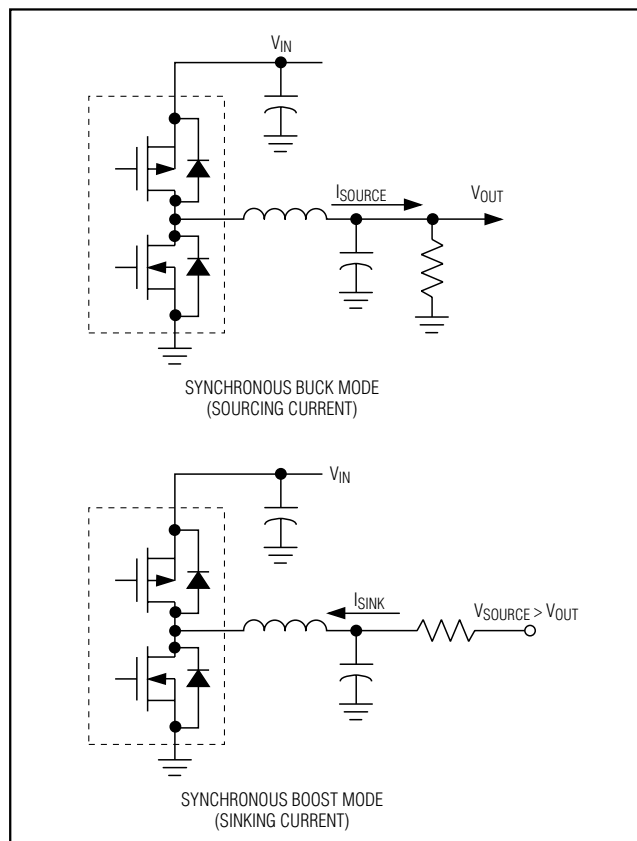 VIN
ISOURCE
VOUT
SYNCHRONOUS BUCK MODE
(SOURCING CURRENT)
VIN
ISINK
VSOURCE > VOUT
SYNCHRONOUS BOOST MODE
(SINKING CURRENT)